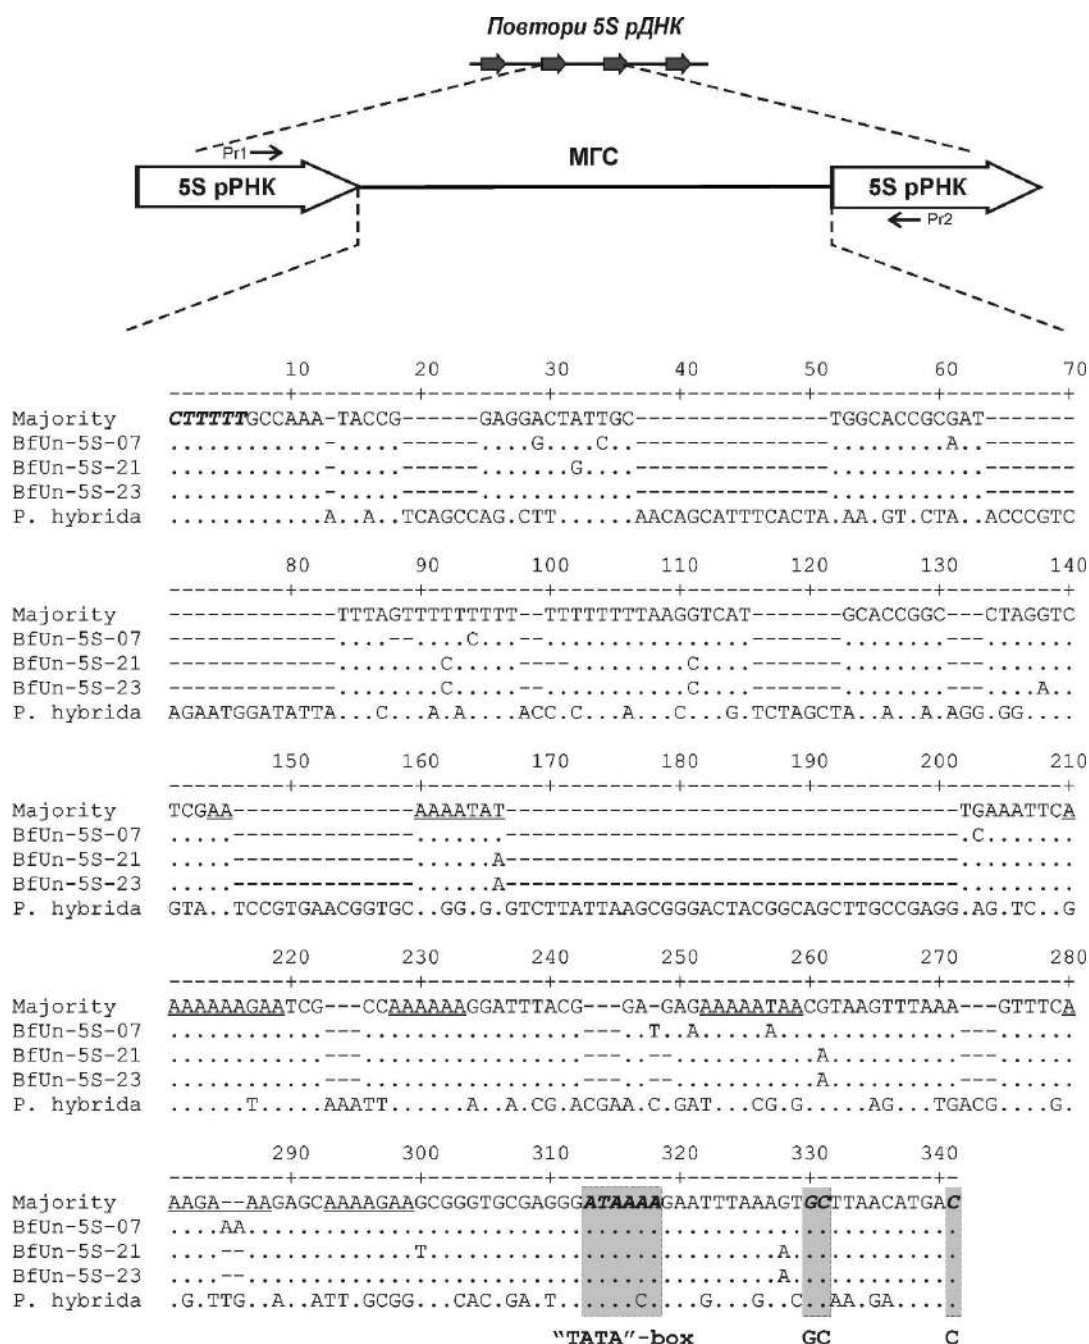 Повтори 5S рДНК
МГС
Pr1
5S рРНК
5S рРНК
Pr2
10 20 30 40 50 60 70
---------+---------+---------+---------+---------+---------+---------+
Majority CTTTTTGCCAAA-TACCG------GAGGACTATTGC---------------TGGCACCGCGAT-------
BfUn-5S-07 ............-.....------....G....A..---------------.........A..-------
BfUn-5S-21 ............-.....------.......G....---------------............-------
BfUn-5S-23 ............-.....------............---------------............-------
P. hybrida ............A..A..TCAGCCAG.CTT......AACAGCATTTCACTA.AA.GT.CTA..ACCCGTC
80 90 100 110 120 130 140
---------+---------+---------+---------+---------+---------+---------+
Majority -------------TTTAGTTTTTTTTT--TTTTTTTTAAGGTCAT-------GCACCGGC---CTAGGTC
BfUn-5S-07 -------------....--....C...--................-------........---.......
BfUn-5S-21 -------------........C.....----.........C....-------........---.......
BfUn-5S-23 -------------........C.....--...........C....-------........---....A..
P. hybrida AGAATGGATATTA...C...A.A....ACC.C...A...C...G.TCTAGCTA..A..A.AGG.GG....
150 160 170 180 190 200 210
---------+---------+---------+---------+---------+---------+---------+
Majority TCGAA--------------AAAATAT-----------------------------------TGAAATTCA
BfUn-5S-07 .....--------------.......-----------------------------------.C.......
BfUn-5S-21 .....--------------......A-----------------------------------.........
BfUn-5S-23 .....--------------......A-----------------------------------.........
P. hybrida GTA..TCCGTGAACGGTGC..GG.G.GTCTTATTAAGCGGGACTACGGCAGCTTGCCGAGG.AG.TC..G
220 230 240 250 260 270 280
---------+---------+---------+---------+---------+---------+---------+
Majority AAAAAAGAATCG---CCAAAAAAGGATTTACG---GA-GAGAAAAATAACGTAAGTTTAAA---GTTTCA
BfUn-5S-07 ............---.................---..T..A.....A..............---......
BfUn-5S-21 ............---.................---..--...........A..........---......
BfUn-5S-23 ............---.................---..--...........A..........---......
P. hybrida ......T.....AAATT......A..A.CG.ACGAA.C.GAT...CG.G....AG...TGACG....G.
290 300 310 320 330 340
---------+---------+---------+---------+---------+---------+-
Majority AAGA--AAGAGCAAAAGAAGCGGGTGCGAGGGATAAAAGAATTTAAAGTGCTTAACATGAC
BfUn-5S-07 ....AA.......................................................
BfUn-5S-21 ....--.............T...........................A.............
BfUn-5S-23 ....--.........................................A.............
P. hybrida .G.TTG..A..ATT.GCGG...CAC.GA.T......C....G...G..C..AA.GA.....
"TATA"-box GC C